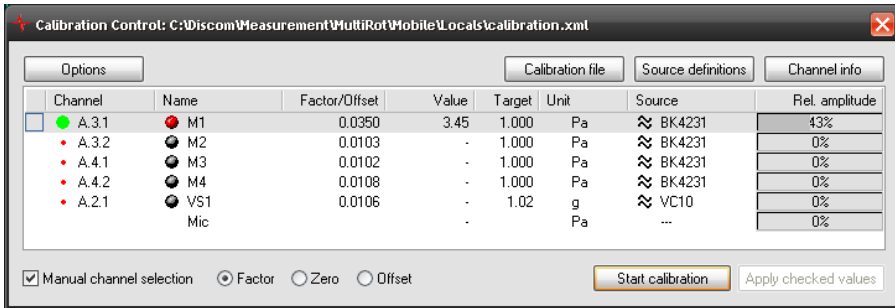 Calibration Control: C:\Discom\Measurement\MuttiRot\Mobile\Locals\calibration.xml
Options Calibration file Source definitions Channel info
Channel Name Factor/Offset Value Target Unit Source Rel. amplitude
A.3.1 M1 0.0350 3.45 1.000 Pa BK4231 43%
A.3.2 M2 0.0103 - 1.000 Pa BK4231 0%
A.4.1 M3 0.0102 - 1.000 Pa BK4231 0%
A.4.2 M4 0.0108 - 1.000 Pa BK4231 0%
A.2.1 VS1 0.0106 - 1.02 g VC10 0%
Mic - Pa --- 0%
Manual channel selection Factor Zero Offset Start calibration Apply checked values